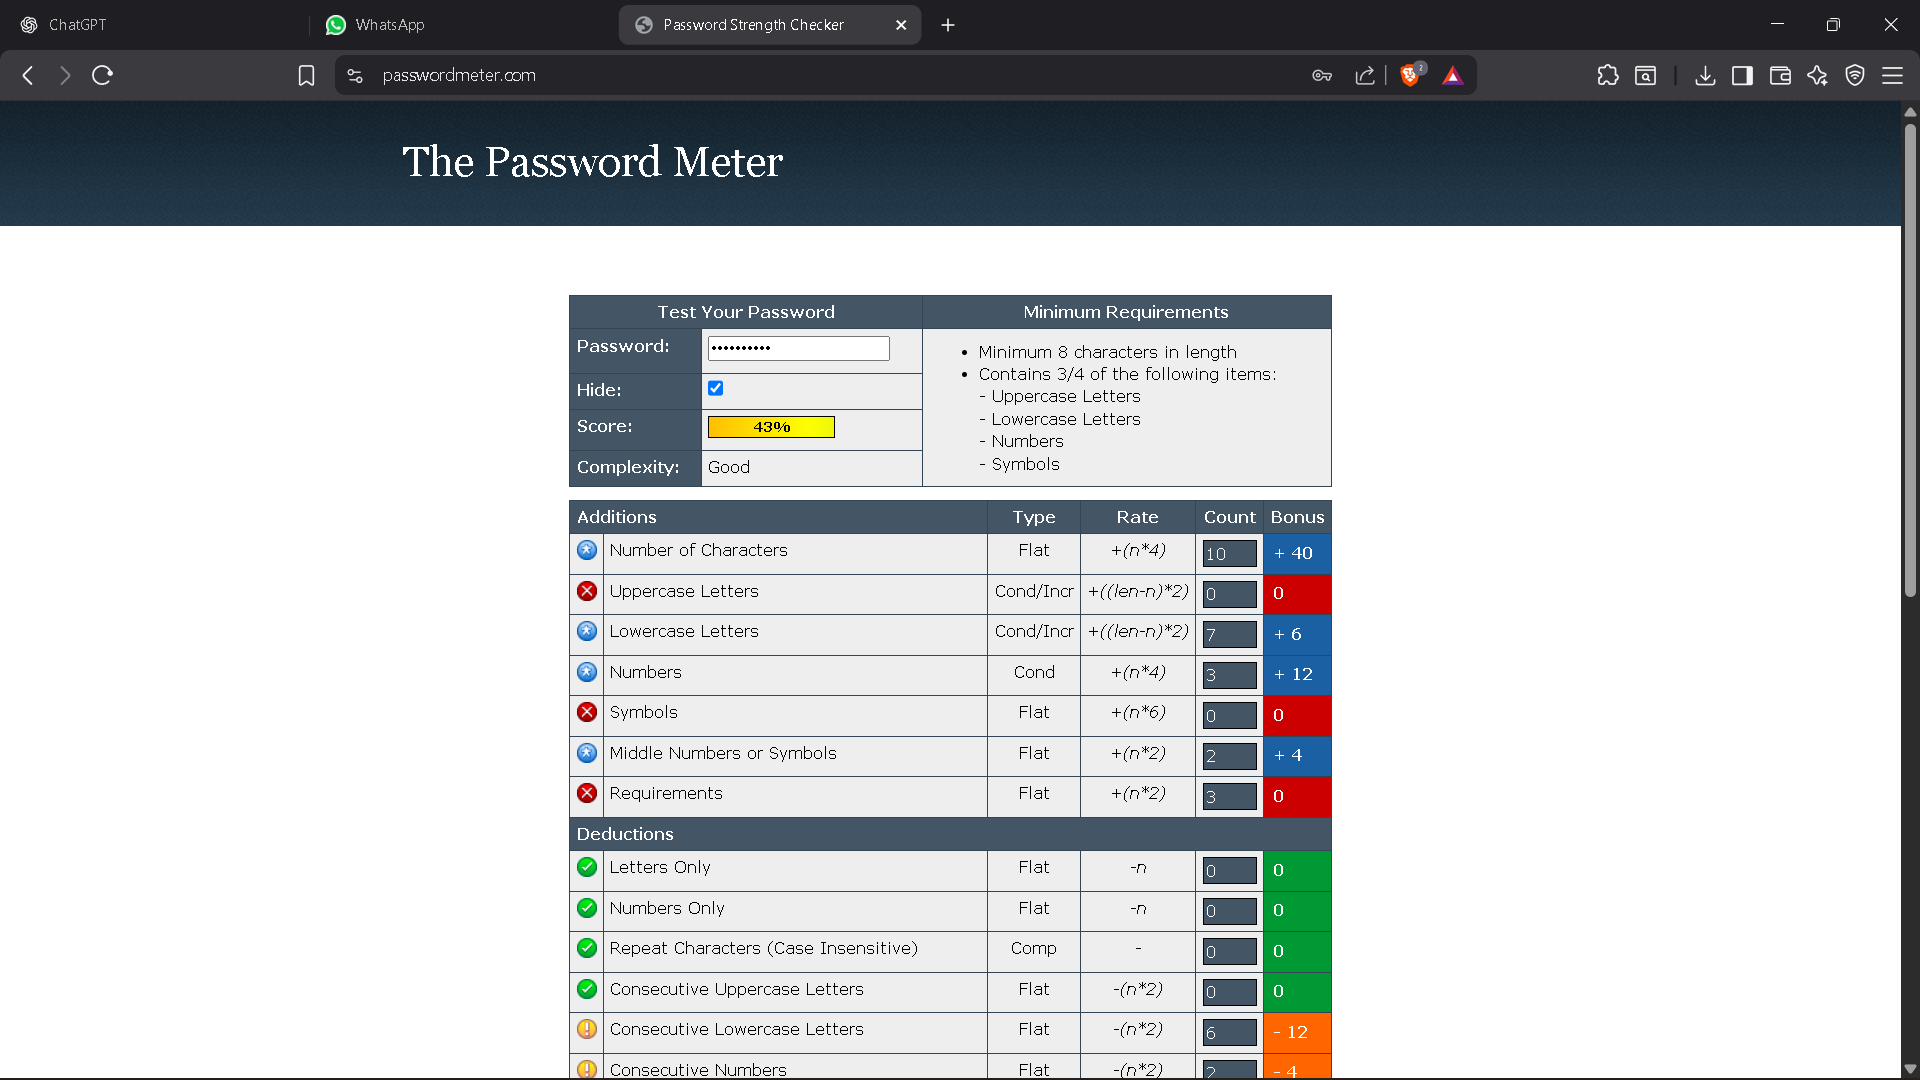 ChatGPT WhatsApp Password Strength Checker
passwordmeter.com 2
The Password Meter
Test Your Password Minimum Requirements
Password: ••••••••••
Hide:
Score: 43%
Complexity: Good
• Minimum 8 characters in length
• Contains 3/4 of the following items:
- Uppercase Letters
- Lowercase Letters
- Numbers
- Symbols
Additions Type Rate Count Bonus
Number of Characters Flat +(n*4) 10 + 40
Uppercase Letters Cond/Incr +((len-n)*2) 0 0
Lowercase Letters Cond/Incr +((len-n)*2) 7 + 6
Numbers Cond +(n*4) 3 + 12
Symbols Flat +(n*6) 0 0
Middle Numbers or Symbols Flat +(n*2) 2 + 4
Requirements Flat +(n*2) 3 0
Deductions
Letters Only Flat -n 0 0
Numbers Only Flat -n 0 0
Repeat Characters (Case Insensitive) Comp - 0 0
Consecutive Uppercase Letters Flat -(n*2) 0 0
Consecutive Lowercase Letters Flat -(n*2) 6 - 12
Consecutive Numbers Flat -(n*2) 2 - 4